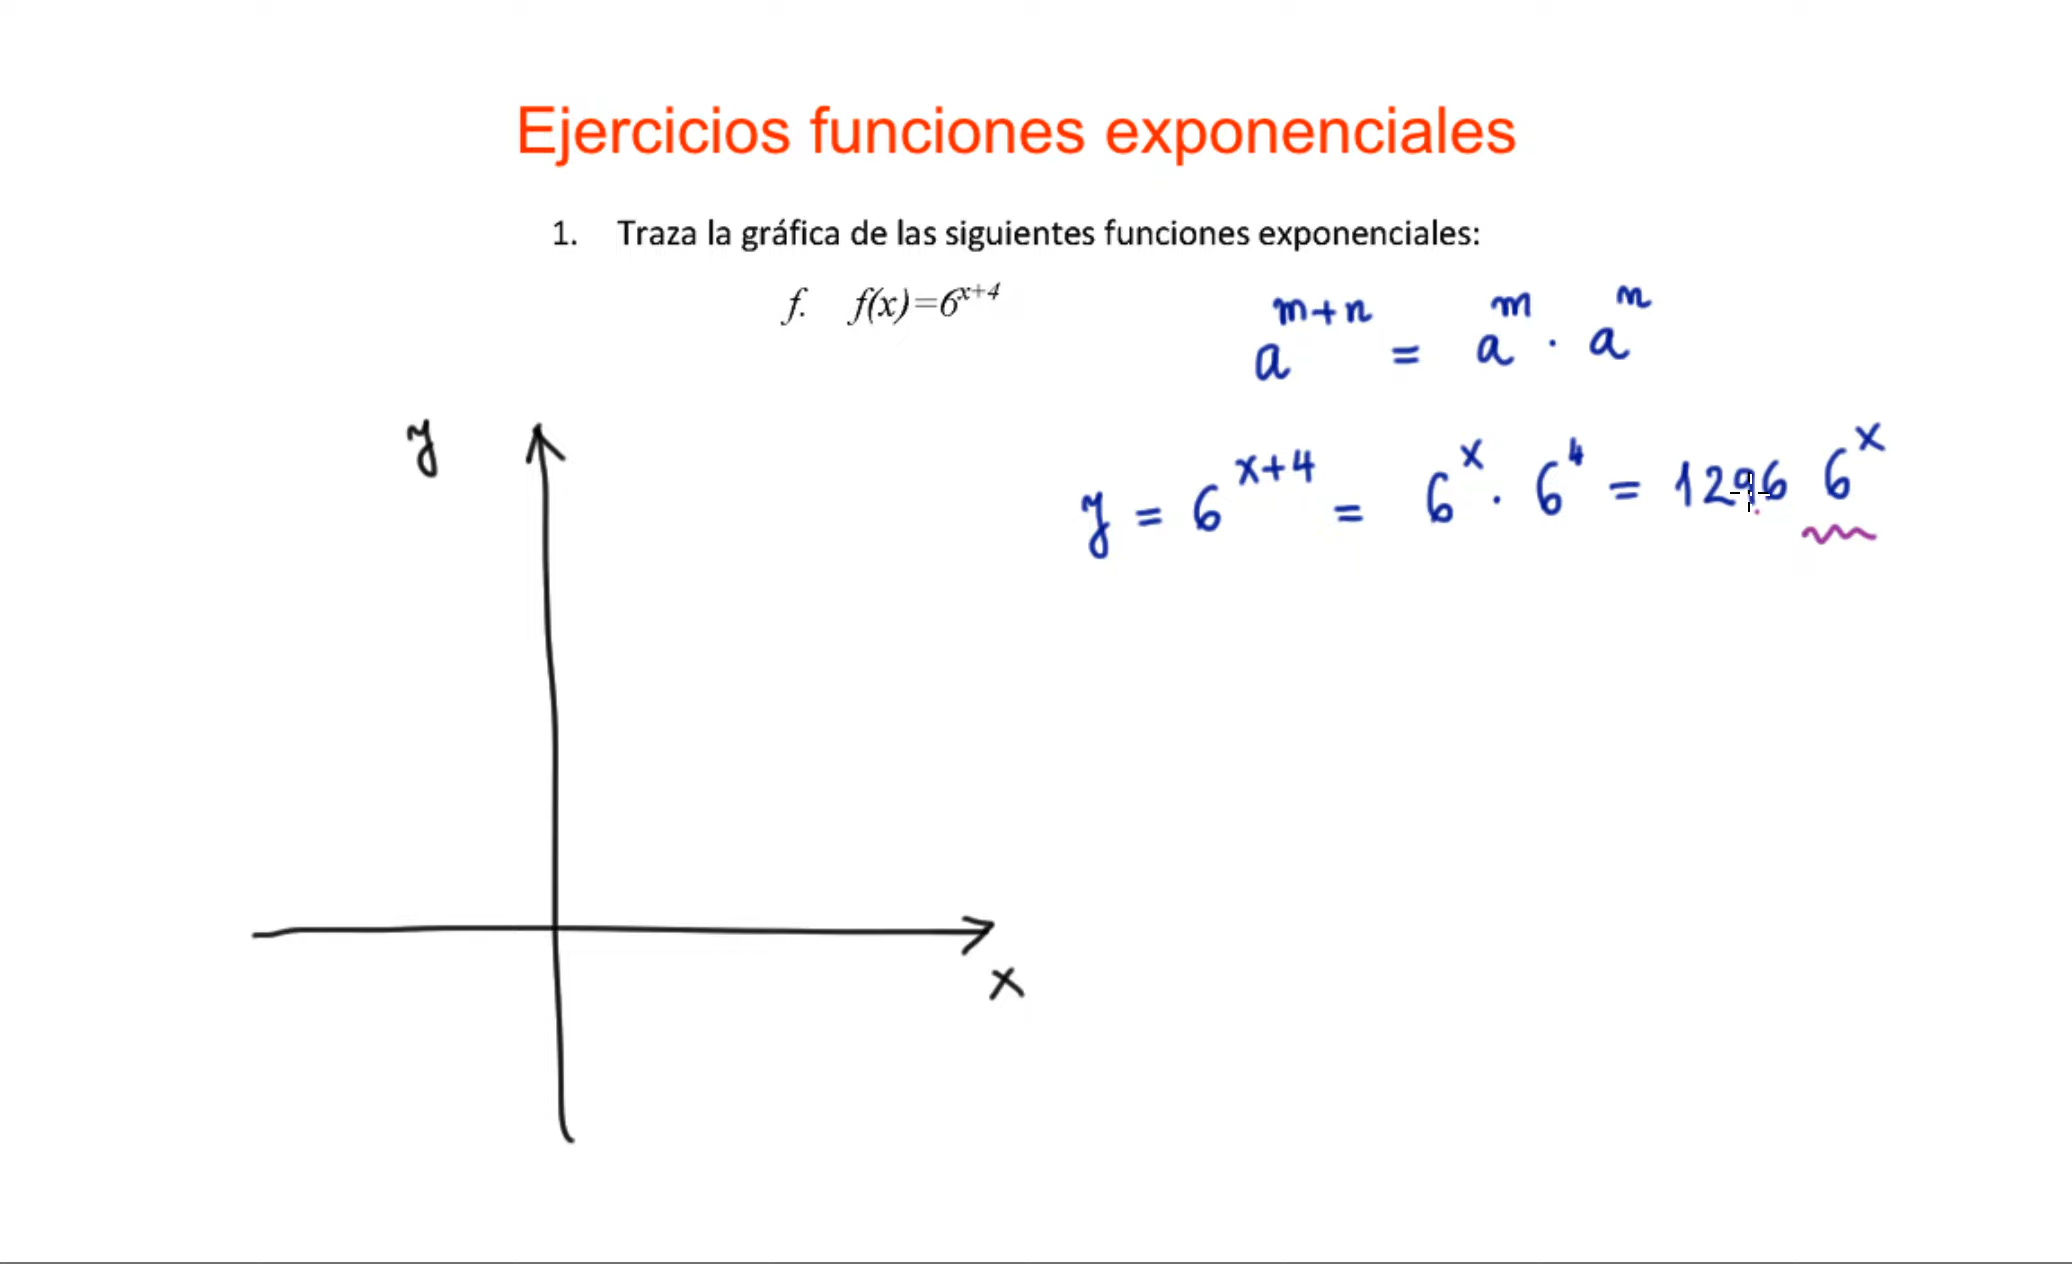 Ejercicios funciones exponenciales
1. Traza la gráfica de las siguientes funciones exponenciales:
f. f(x)=6^{x+4}
a^{m+n} = a^m · a^n
y
y = 6^{x+4} = 6^x · 6^4 = 1296 6^x
x